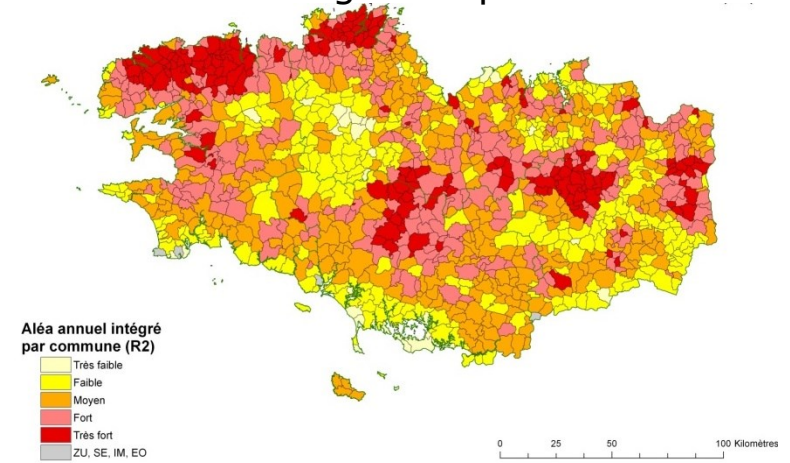 Aléa annuel intégré
par commune (R2)
Très faible
Faible
Moyen
Fort
Très fort
ZU, SE, IM, EO
0 25 50 100 Kilomètres